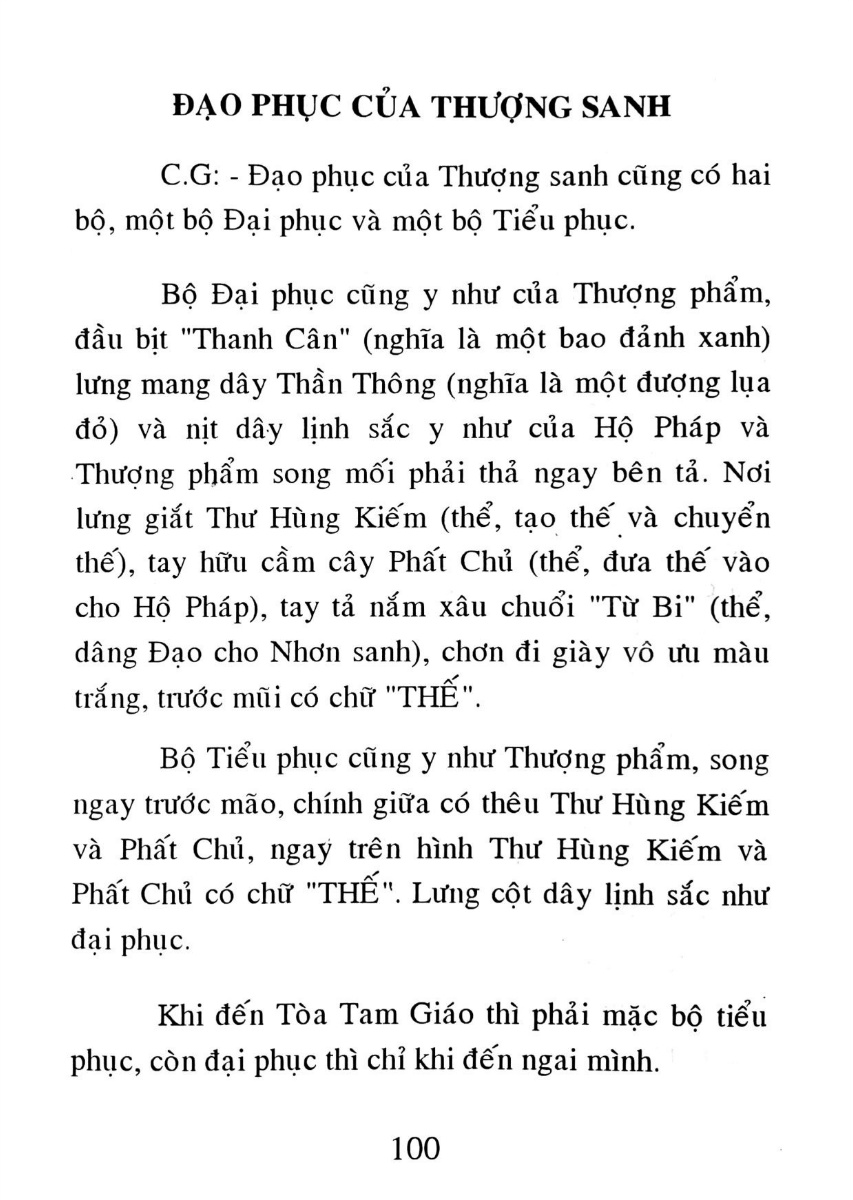 ĐẠO PHỤC CỦA THƯỢNG SANH
C.G: - Đạo phục của Thượng sanh cũng có hai
bộ, một bộ Đại phục và một bộ Tiểu phục.
Bộ Đại phục cũng y như của Thượng phẩm,
đầu bịt "Thanh Cân" (nghĩa là một bao đảnh xanh)
lưng mang dây Thần Thông (nghĩa là một đượng lụa
đỏ) và nịt dây lịnh sắc y như của Hộ Pháp và
Thượng phẩm song mối phải thả ngay bên tả. Nơi
lưng giắt Thư Hùng Kiếm (thể, tạo thế và chuyển
thế), tay hữu cầm cây Phất Chủ (thể, đưa thế vào
cho Hộ Pháp), tay tả nắm xâu chuổi "Từ Bi" (thể,
dâng Đạo cho Nhơn sanh), chơn đi giày vô ưu màu
trắng, trước mũi có chữ "THẾ".
Bộ Tiểu phục cũng y như Thượng phẩm, song
ngay trước mão, chính giữa có thêu Thư Hùng Kiếm
và Phất Chủ, ngay trên hình Thư Hùng Kiếm và
Phất Chủ có chữ "THẾ". Lưng cột dây lịnh sắc như
đại phục.
Khi đến Tòa Tam Giáo thì phải mặc bộ tiểu
phục, còn đại phục thì chỉ khi đến ngai mình.
100